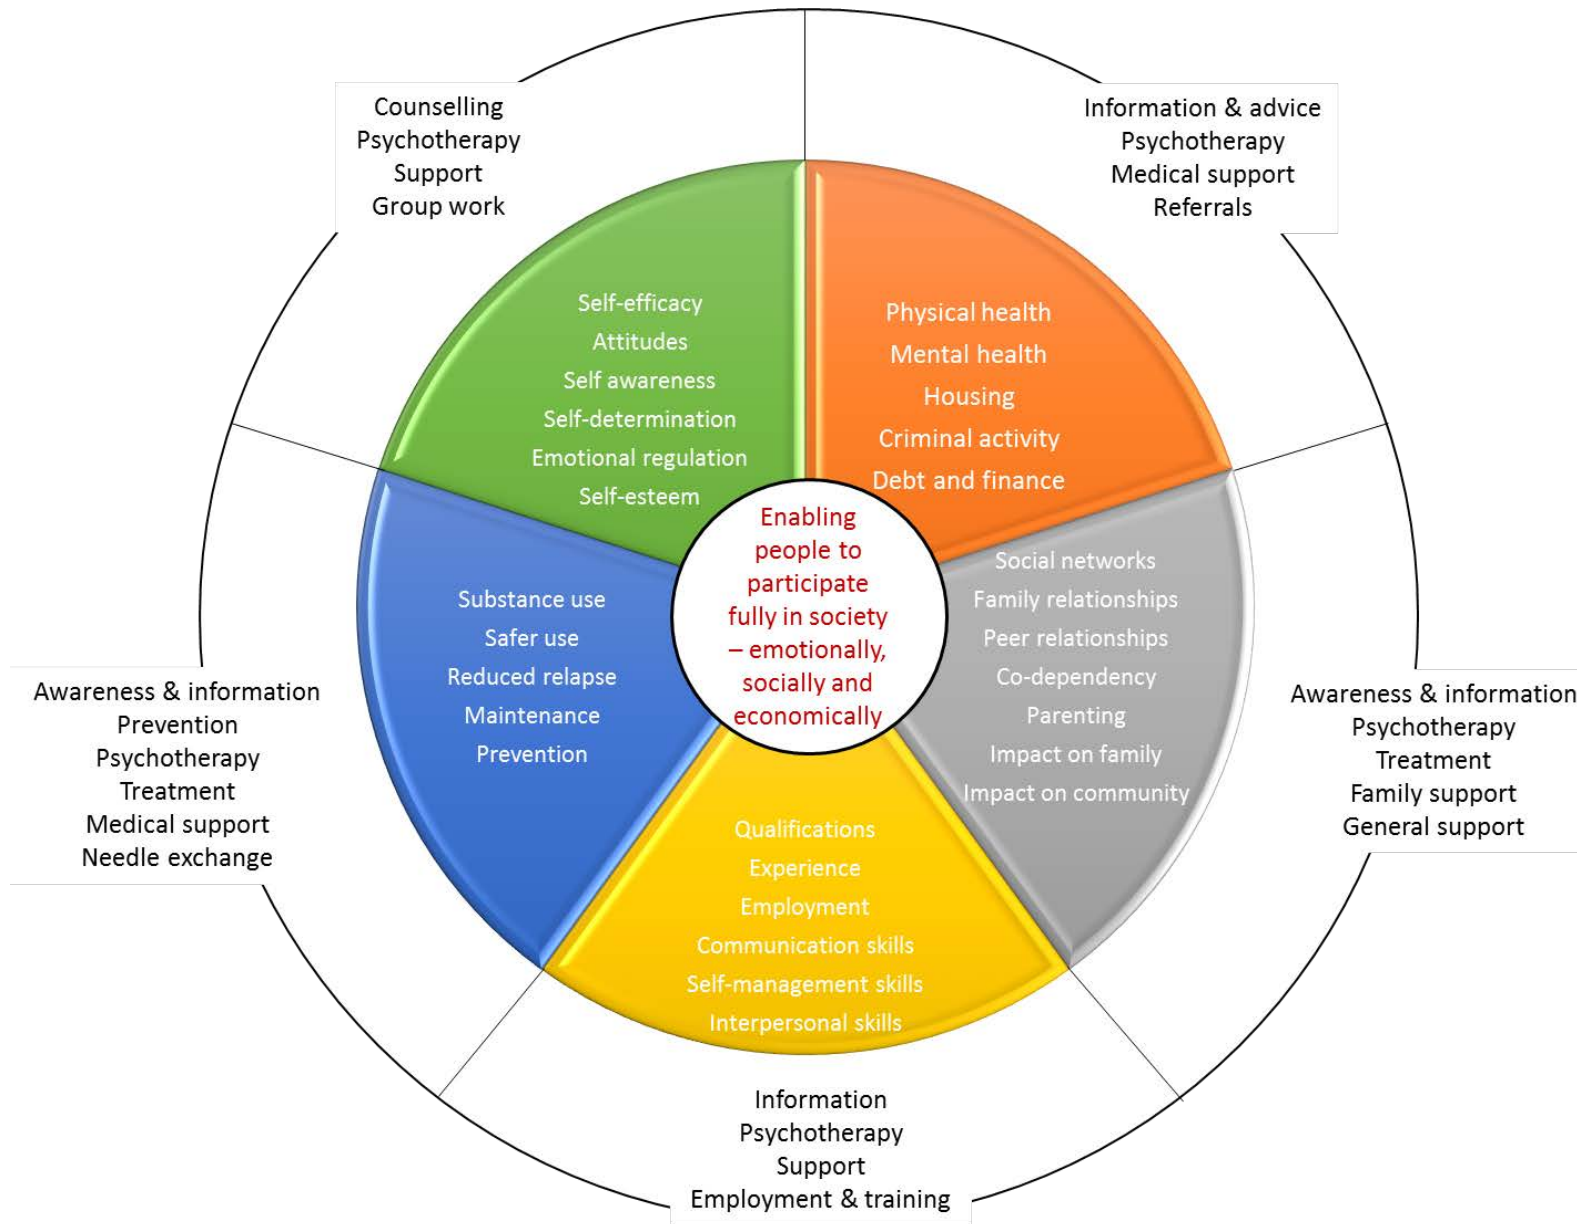 Counselling
Psychotherapy
Support
Group work
Information & advice
Psychotherapy
Medical support
Referrals
Self-efficacy
Attitudes
Self awareness
Self-determination
Emotional regulation
Self-esteem
Physical health
Mental health
Housing
Criminal activity
Debt and finance
Enabling
people to
participate
fully in society
– emotionally,
socially and
economically
Substance use
Safer use
Reduced relapse
Maintenance
Prevention
Social networks
Family relationships
Peer relationships
Co-dependency
Parenting
Impact on family
Impact on community
Awareness & information
Prevention
Psychotherapy
Treatment
Medical support
Needle exchange
Awareness & information
Psychotherapy
Treatment
Family support
General support
Qualifications
Experience
Employment
Communication skills
Self-management skills
Interpersonal skills
Information
Psychotherapy
Support
Employment & training